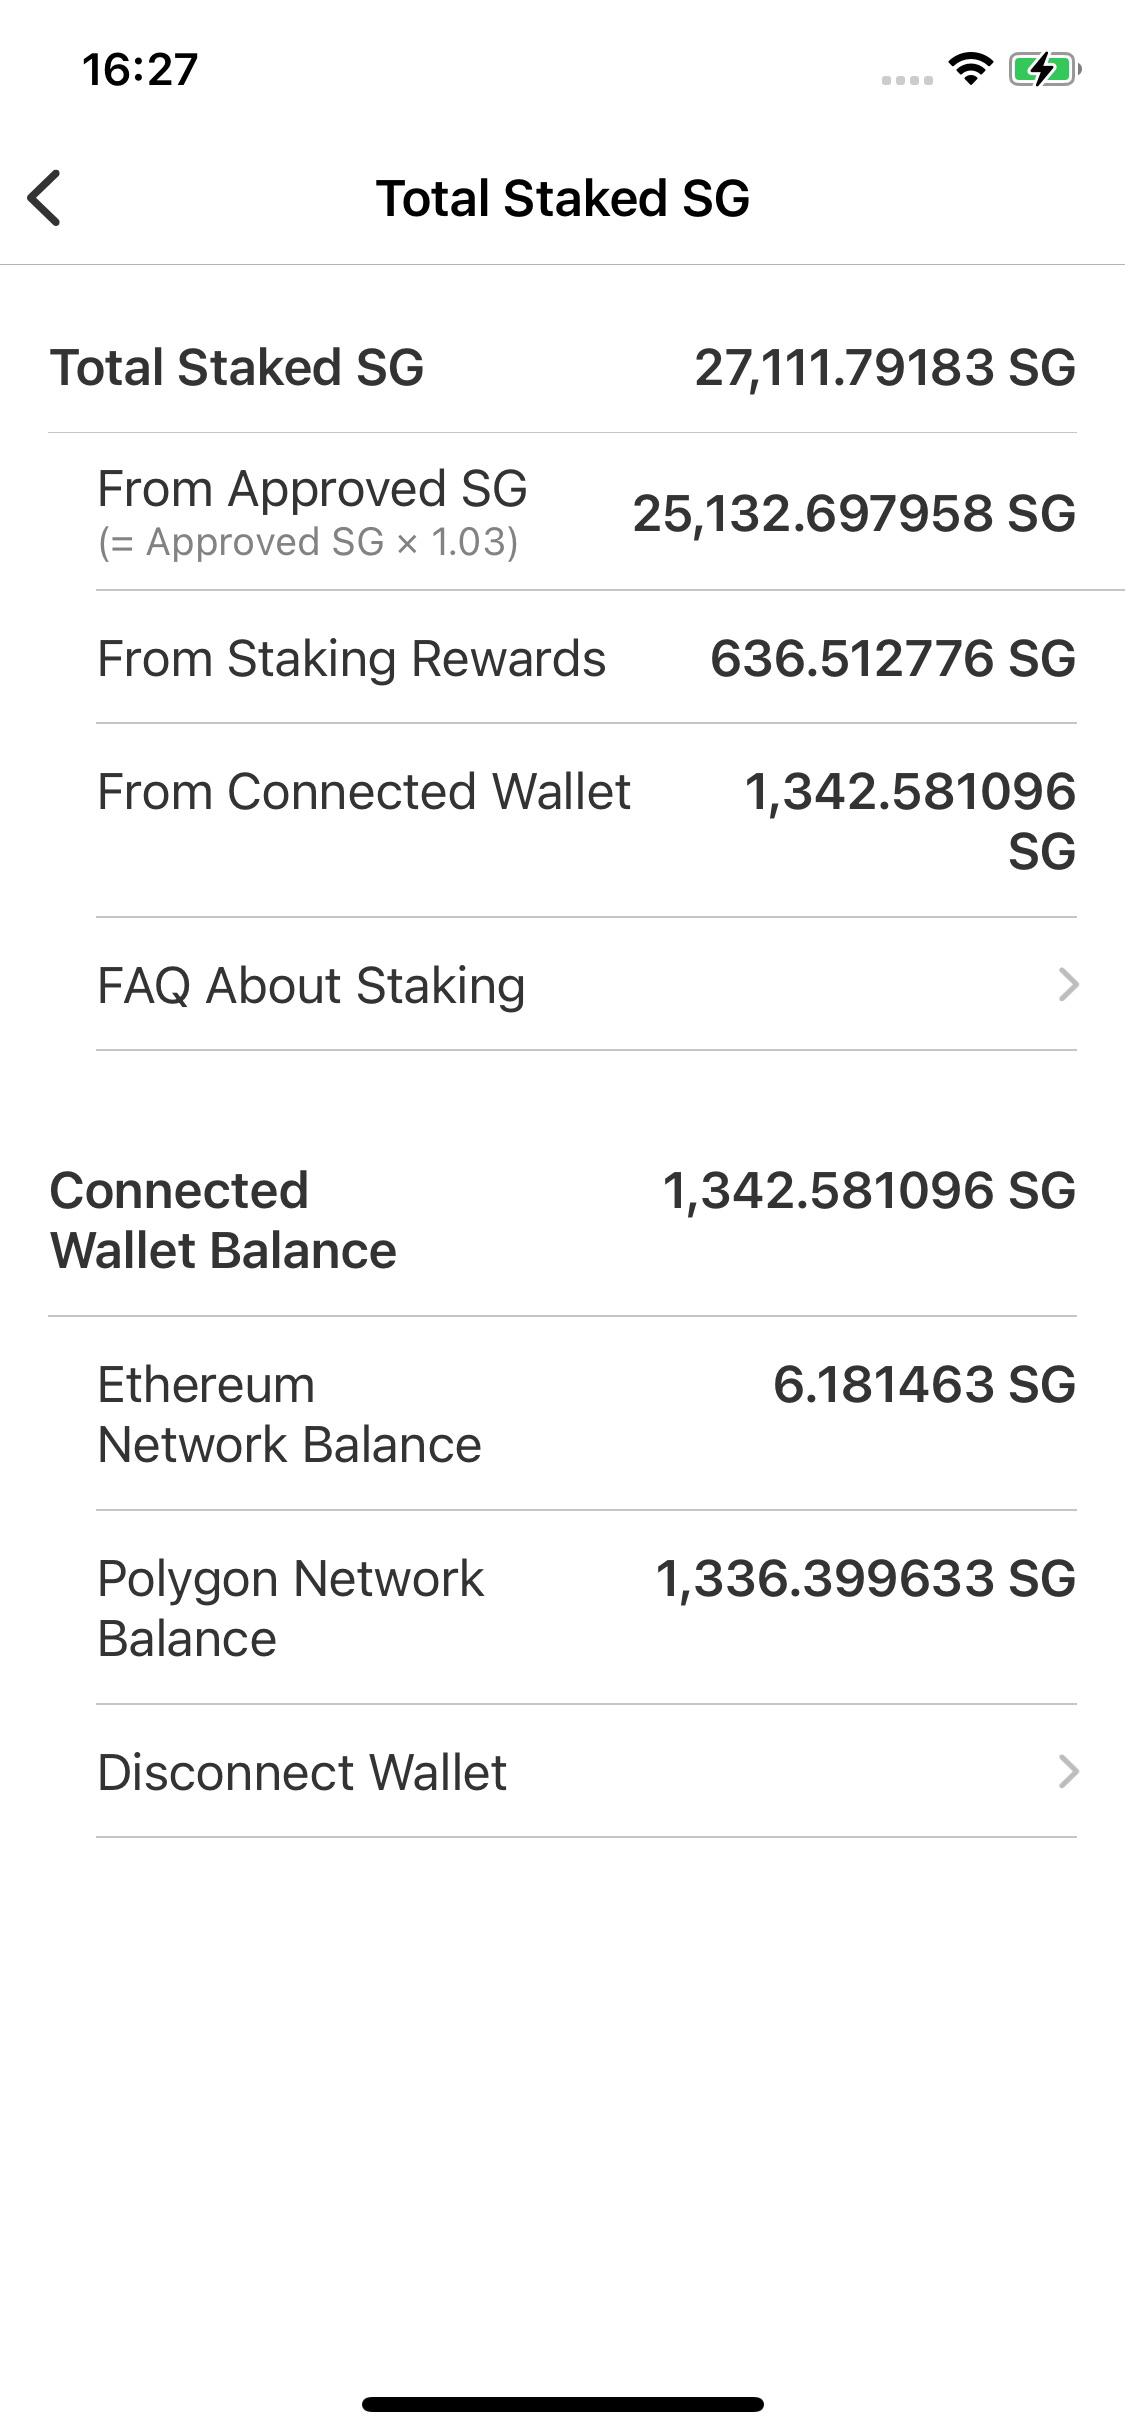 16:27
Total Staked SG
Total Staked SG 27,111.79183 SG
From Approved SG 25,132.697958 SG
(= Approved SG × 1.03)
From Staking Rewards 636.512776 SG
From Connected Wallet 1,342.581096
SG
FAQ About Staking
Connected 1,342.581096 SG
Wallet Balance
Ethereum 6.181463 SG
Network Balance
Polygon Network 1,336.399633 SG
Balance
Disconnect Wallet